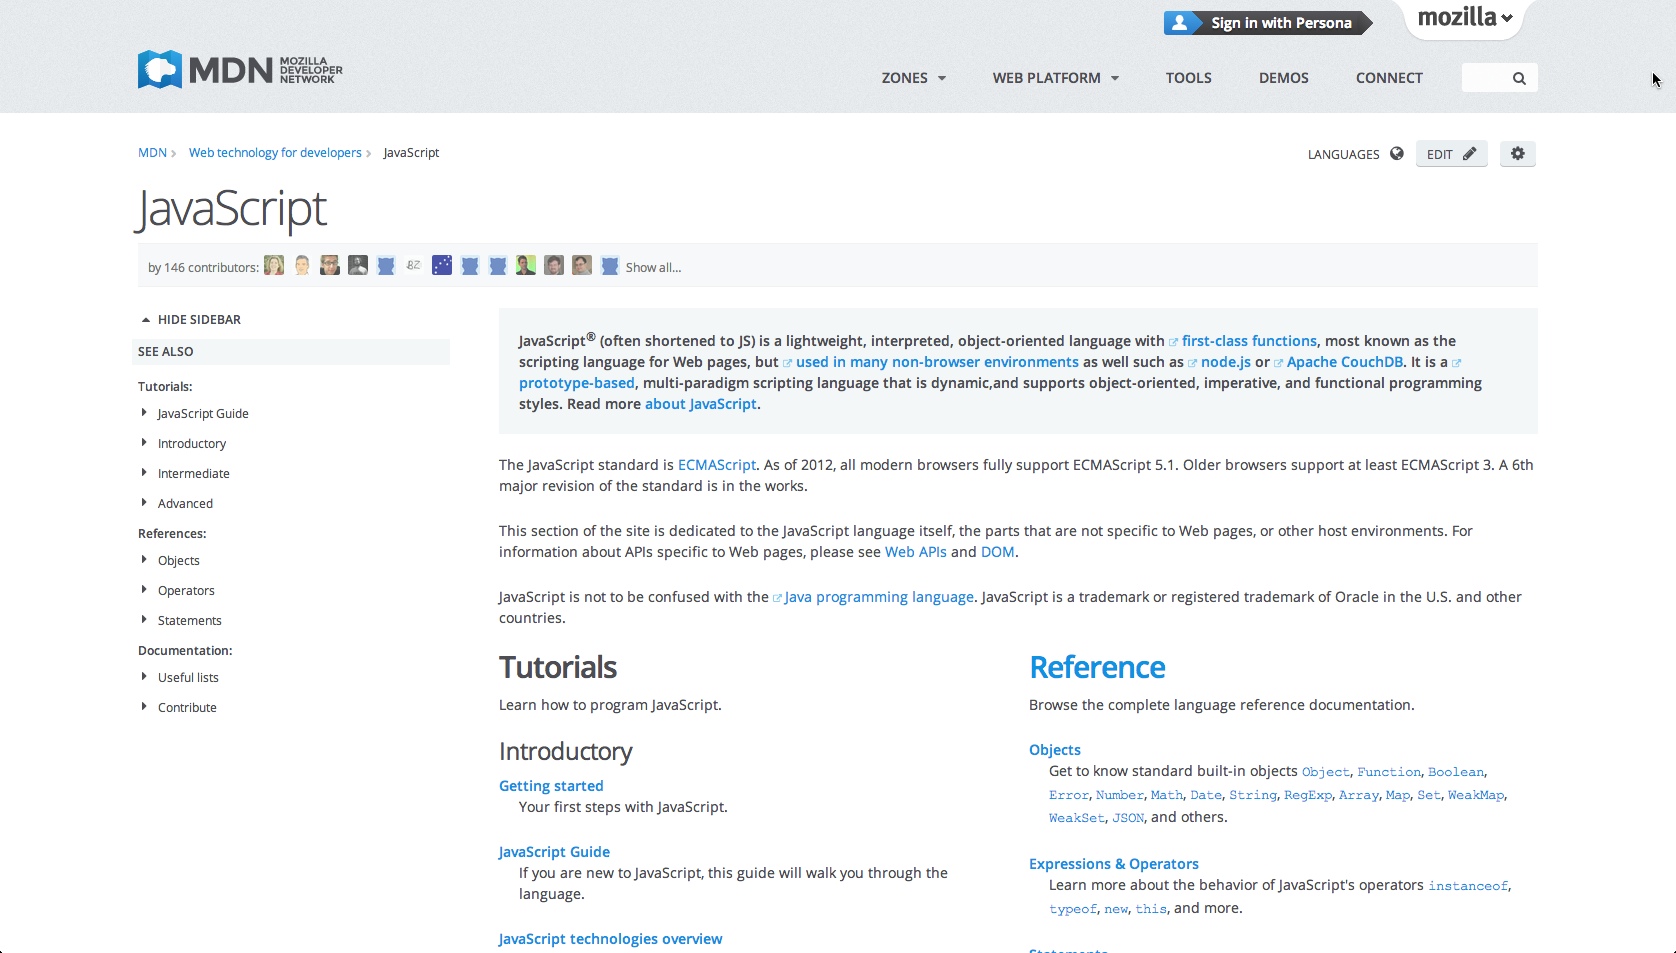 Sign in with Persona
mozilla
MDN MOZILLA DEVELOPER NETWORK
ZONES WEB PLATFORM TOOLS DEMOS CONNECT
MDN Web technology for developers JavaScript
LANGUAGES EDIT
JavaScript
by 146 contributors: BZ Show all...
HIDE SIDEBAR
SEE ALSO
Tutorials:
JavaScript Guide
Introductory
Intermediate
Advanced
References:
Objects
Operators
Statements
Documentation:
Useful lists
Contribute
JavaScript® (often shortened to JS) is a lightweight, interpreted, object-oriented language with first-class functions, most known as the
scripting language for Web pages, but used in many non-browser environments as well such as node.js or Apache CouchDB. It is a
prototype-based, multi-paradigm scripting language that is dynamic,and supports object-oriented, imperative, and functional programming
styles. Read more about JavaScript.
The JavaScript standard is ECMAScript. As of 2012, all modern browsers fully support ECMAScript 5.1. Older browsers support at least ECMAScript 3. A 6th
major revision of the standard is in the works.
This section of the site is dedicated to the JavaScript language itself, the parts that are not specific to Web pages, or other host environments. For
information about APIs specific to Web pages, please see Web APIs and DOM.
JavaScript is not to be confused with the Java programming language. JavaScript is a trademark or registered trademark of Oracle in the U.S. and other
countries.
Tutorials
Learn how to program JavaScript.
Introductory
Getting started
Your first steps with JavaScript.
JavaScript Guide
If you are new to JavaScript, this guide will walk you through the
language.
JavaScript technologies overview
Reference
Browse the complete language reference documentation.
Objects
Get to know standard built-in objects Object, Function, Boolean,
Error, Number, Math, Date, String, RegExp, Array, Map, Set, WeakMap,
WeakSet, JSON, and others.
Expressions & Operators
Learn more about the behavior of JavaScript's operators instanceof,
typeof, new, this, and more.
Statements